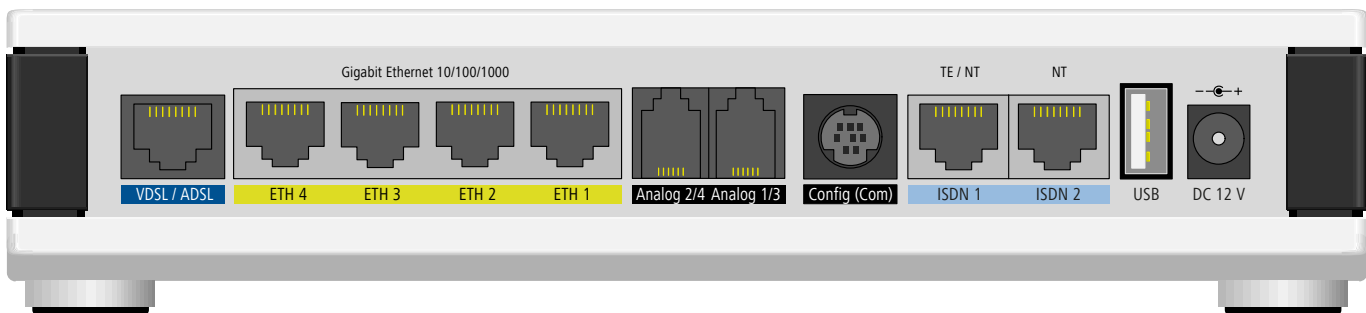 Gigabit Ethernet 10/100/1000
TE / NT
NT
VDSL / ADSL
ETH 4
ETH 3
ETH 2
ETH 1
Analog 2/4
Analog 1/3
Config (Com)
ISDN 1
ISDN 2
USB
DC 12 V